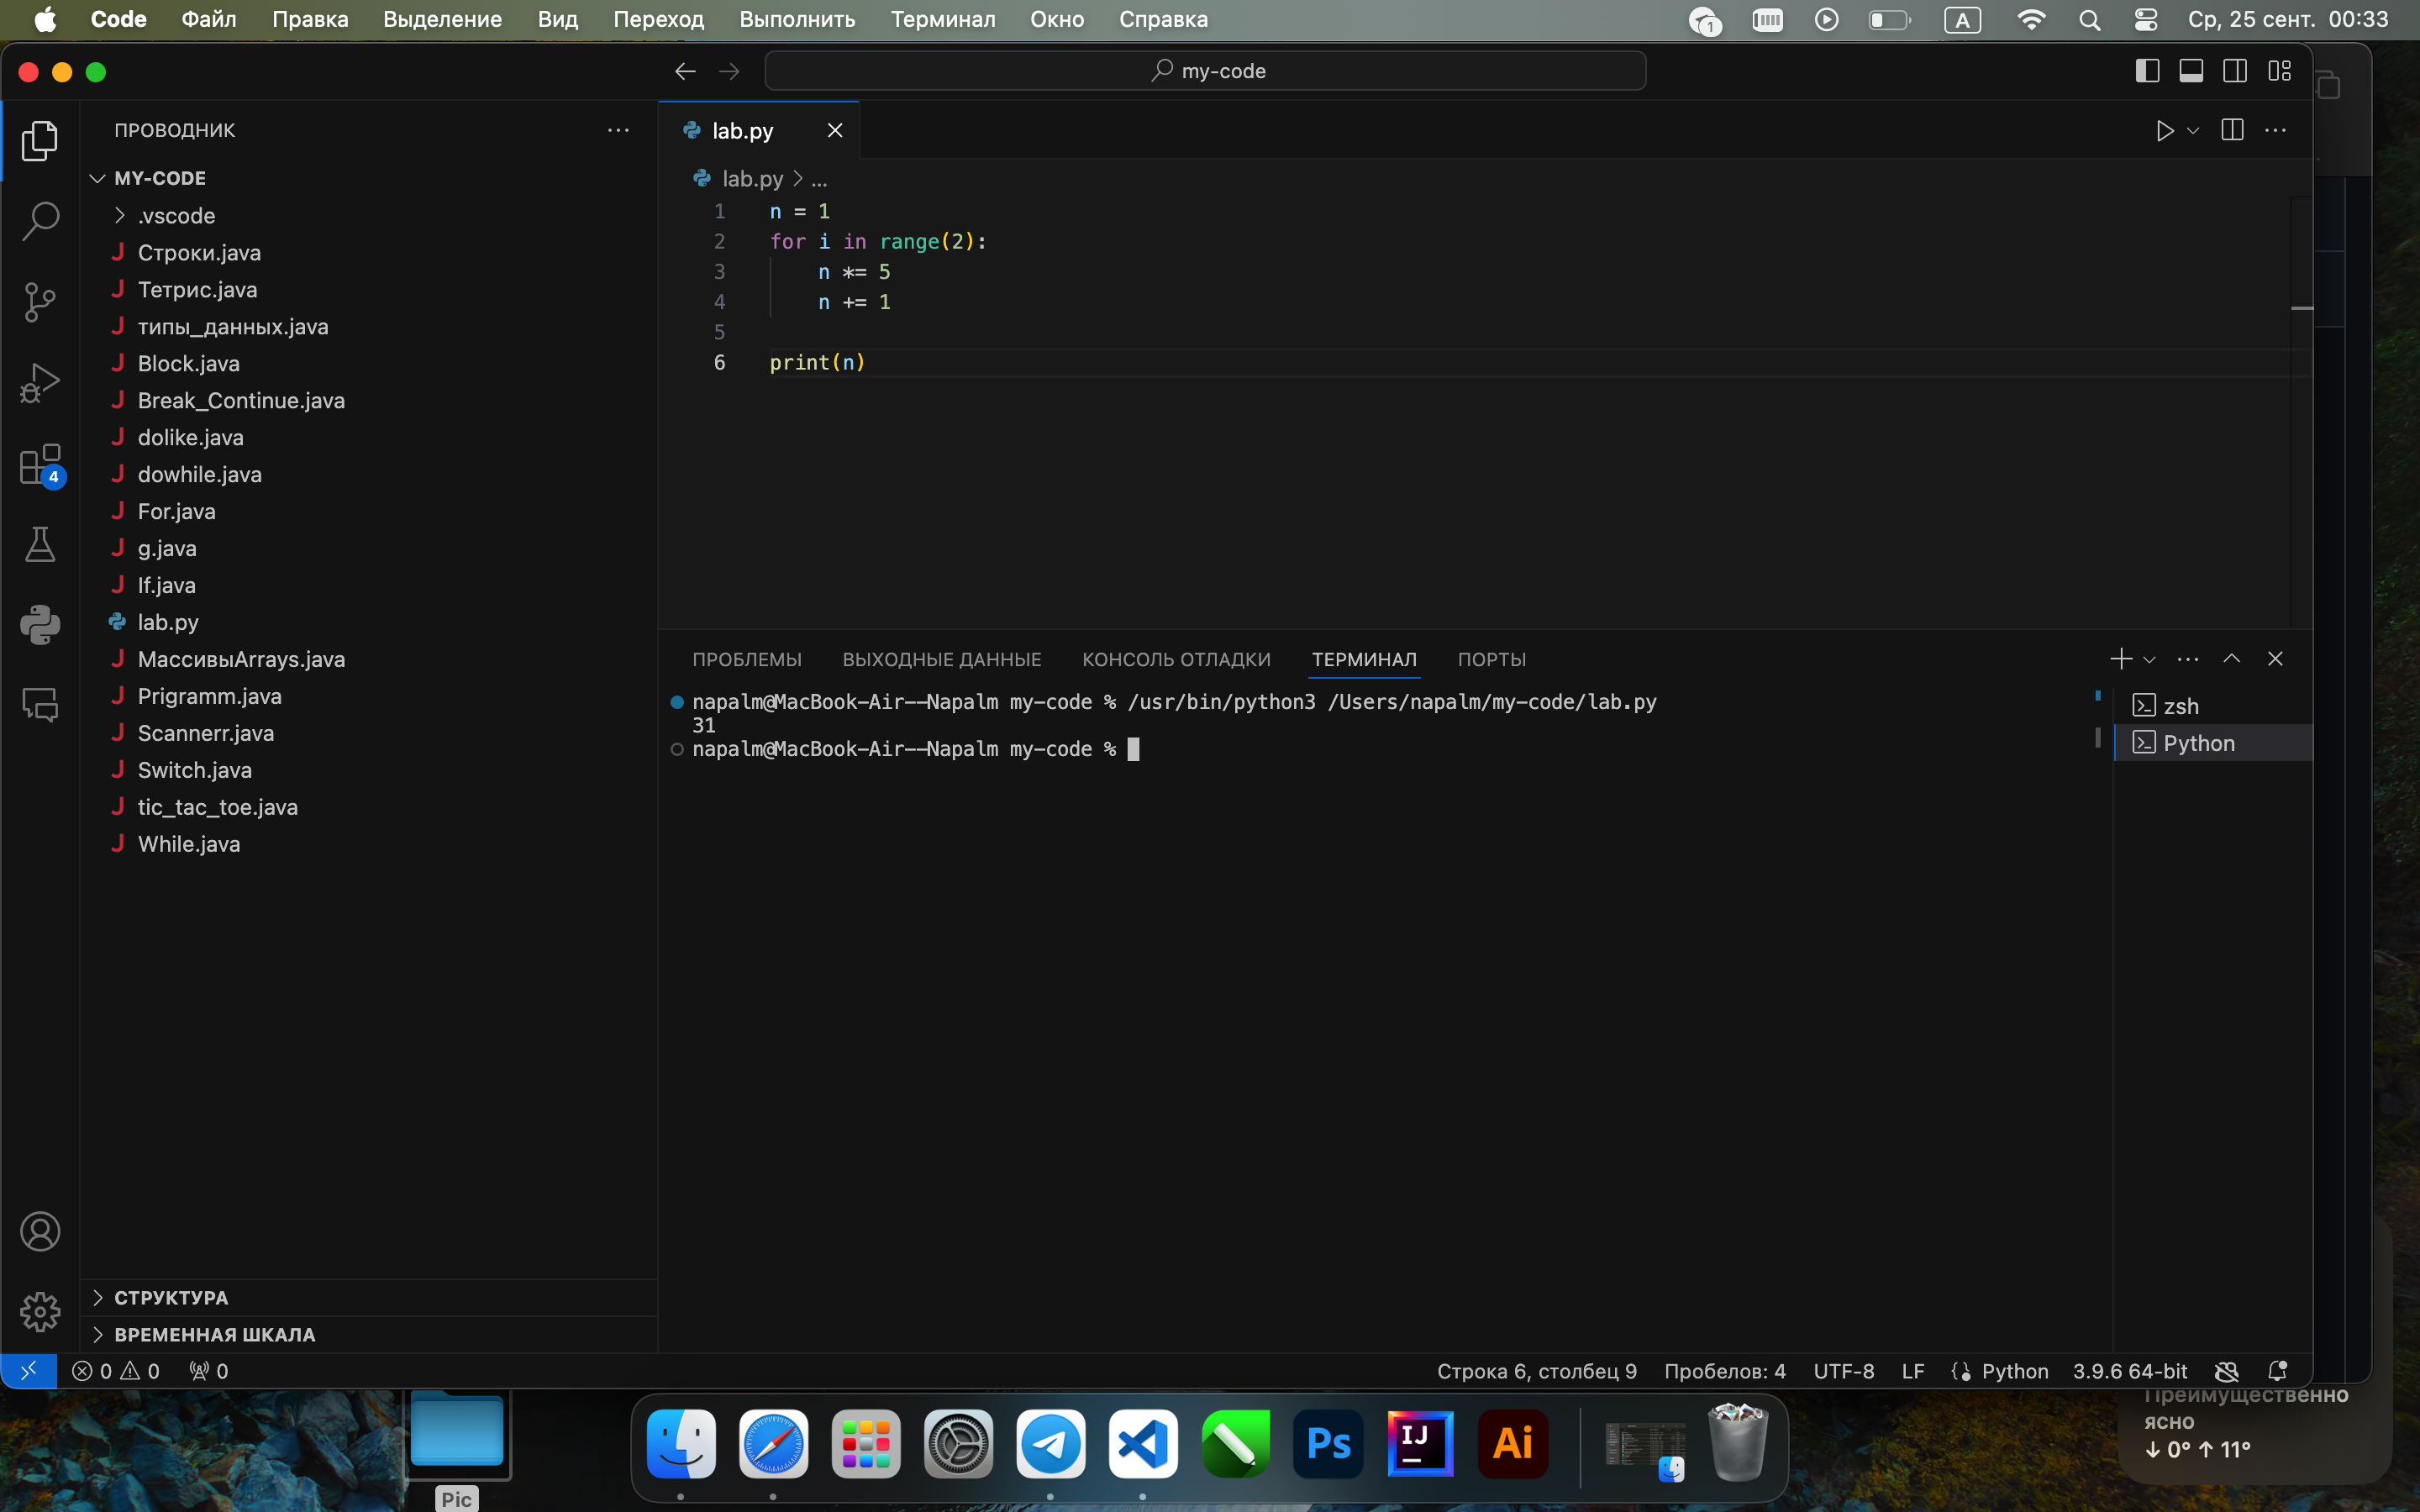 Code Файл Правка Выделение Вид Переход Выполнить Терминал Окно Справка 1 A Ср, 25 сент. 00:33
my-code
ПРОВОДНИК
MY-CODE
.vscode
J Строки.java
J Тетрис.java
J типы_данных.java
J Block.java
J Break_Continue.java
J dolike.java
J dowhile.java
J For.java
J g.java
J If.java
lab.py
J МассивыArrays.java
J Prigramm.java
J Scannerr.java
J Switch.java
J tic_tac_toe.java
J While.java
4
СТРУКТУРА
ВРЕМЕННАЯ ШКАЛА
lab.py
lab.py > ...
1 n = 1
2 for i in range(2):
3 n *= 5
4 n += 1
5
6 print(n)
ПРОБЛЕМЫ ВЫХОДНЫЕ ДАННЫЕ КОНСОЛЬ ОТЛАДКИ ТЕРМИНАЛ ПОРТЫ
napalm@MacBook-Air--Napalm my-code % /usr/bin/python3 /Users/napalm/my-code/lab.py
31
napalm@MacBook-Air--Napalm my-code %
zsh
Python
0 0 0 Строка 6, столбец 9 Пробелов: 4 UTF-8 LF Python 3.9.6 64-bit
Преимущественно
ясно
↓ 0° ↑ 11°
Ps IJ Ai
Pic